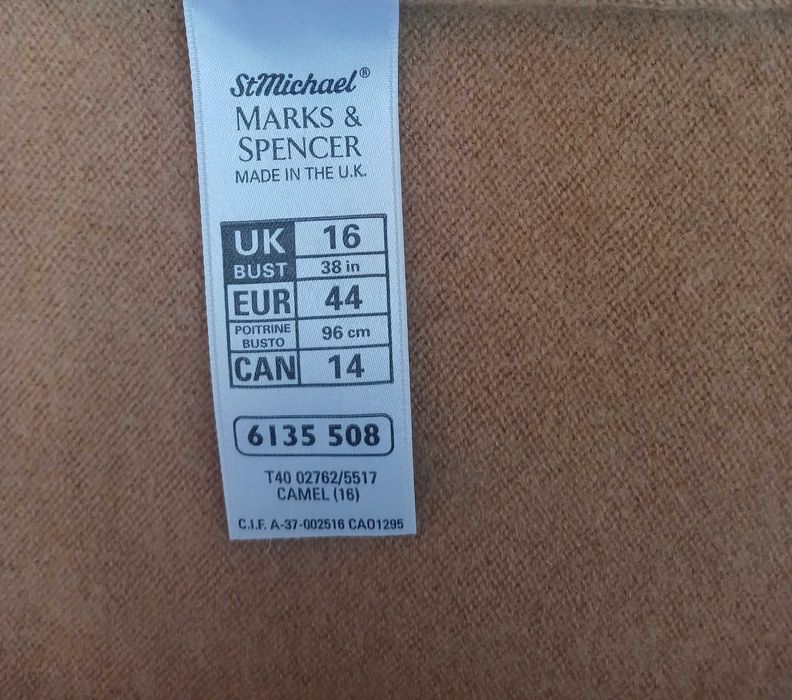 StMichael®
MARKS &
SPENCER
MADE IN THE U.K.
UK 16
BUST 38 in
EUR 44
POITRINE
BUSTO 96 cm
CAN 14
6135 508
T40 02762/5517
CAMEL (16)
C.I.F. A-37-002516 CA01295